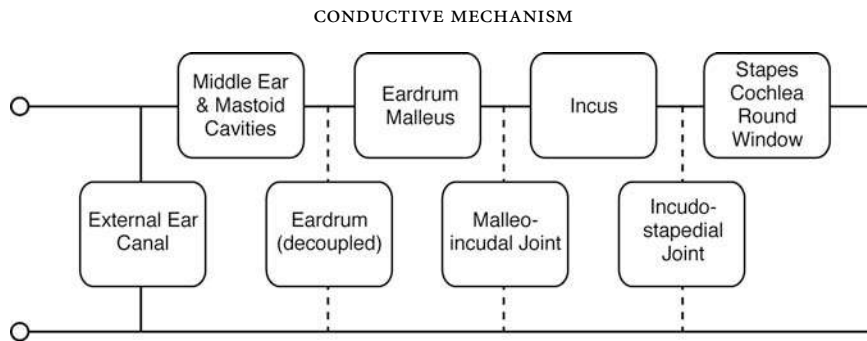 CONDUCTIVE MECHANISM
Middle Ear
& Mastoid
Cavities
Eardrum
Malleus
Incus
Stapes
Cochlea
Round
Window
External Ear
Canal
Eardrum
(decoupled)
Malleo-
incudal Joint
Incudo-
stapedial
Joint